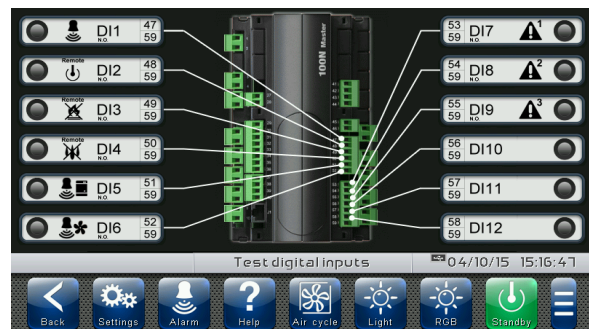 DI1
N.O.
47
59
Remote
DI2
N.O.
48
59
Remote
DI3
N.O.
49
59
Remote
DI4
N.O.
50
59
DI5
N.O.
51
59
DI6
N.O.
52
59
100N Master
53
59
DI7
N.O.
1
54
59
DI8
N.O.
2
55
59
DI9
N.O.
3
56
59
DI10
57
59
DI11
58
59
DI12
Test digital inputs
04/10/15 15:16:47
Back
Settings
Alarm
Help
Air cycle
Light
RGB
Standby